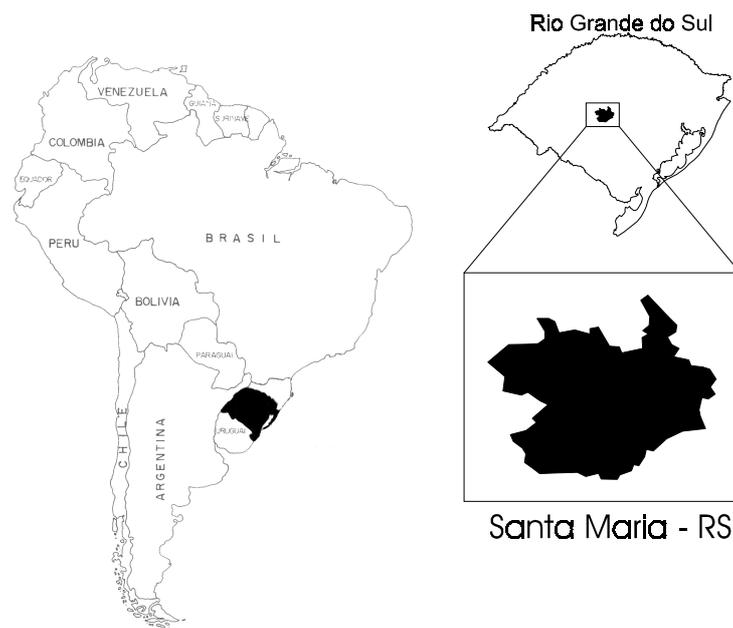 Rio Grande do Sul
VENEZUELA
GUIANA
SURINAME
COLOMBIA
EQUADOR
PERU
BRASIL
BOLIVIA
PARAGUAI
CHILE
ARGENTINA
URUGUAI
Santa Maria - RS